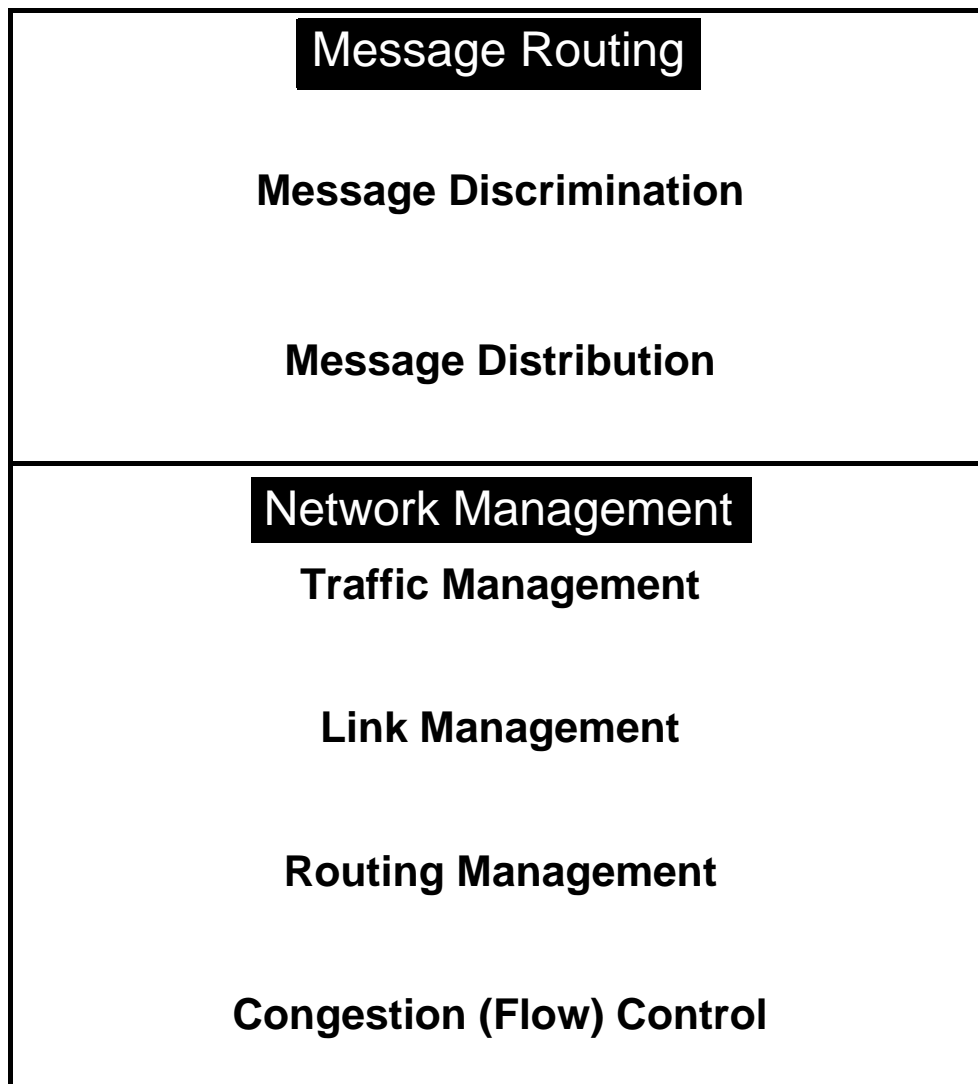 Message Routing
Message Discrimination
Message Distribution
Network Management
Traffic Management
Link Management
Routing Management
Congestion (Flow) Control